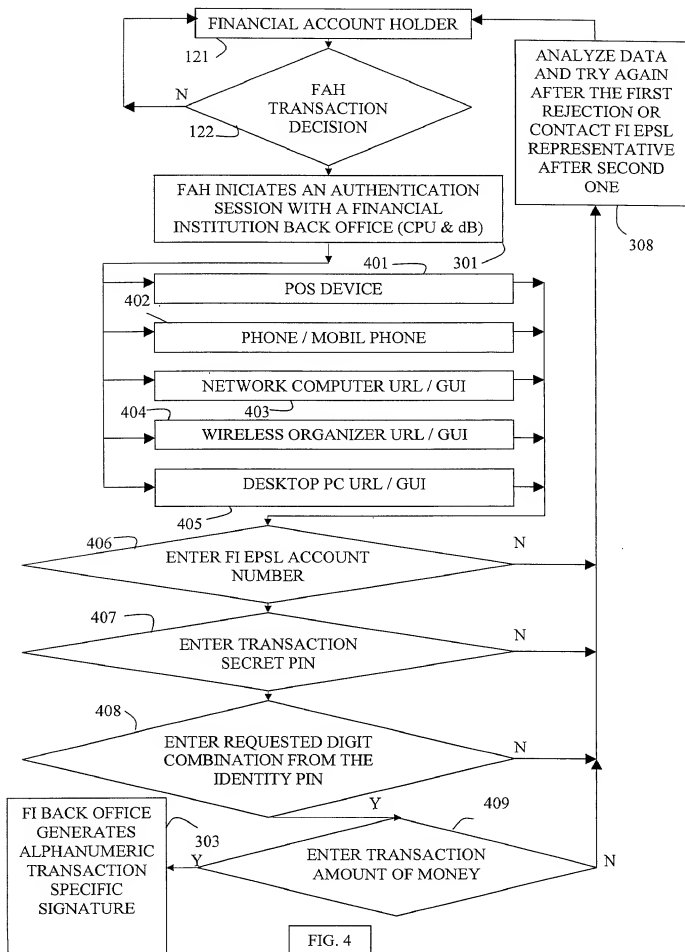 FINANCIAL ACCOUNT HOLDER
121
N
FAH
TRANSACTION
DECISION
122
ANALYZE DATA
AND TRY AGAIN
AFTER THE FIRST
REJECTION OR
CONTACT FI EPSL
REPRESENTATIVE
AFTER SECOND
ONE
308
FAH INICIATES AN AUTHENTICATION
SESSION WITH A FINANCIAL
INSTITUTION BACK OFFICE (CPU & dB)
301
401
POS DEVICE
402
PHONE / MOBIL PHONE
NETWORK COMPUTER URL / GUI
403
404
WIRELESS ORGANIZER URL / GUI
DESKTOP PC URL / GUI
405
406
ENTER FI EPSL ACCOUNT
NUMBER
N
407
ENTER TRANSACTION
SECRET PIN
N
408
ENTER REQUESTED DIGIT
COMBINATION FROM THE
IDENTITY PIN
N
Y
409
ENTER TRANSACTION
AMOUNT OF MONEY
N
Y
303
FI BACK OFFICE
GENERATES
ALPHANUMERIC
TRANSACTION
SPECIFIC
SIGNATURE
FIG. 4